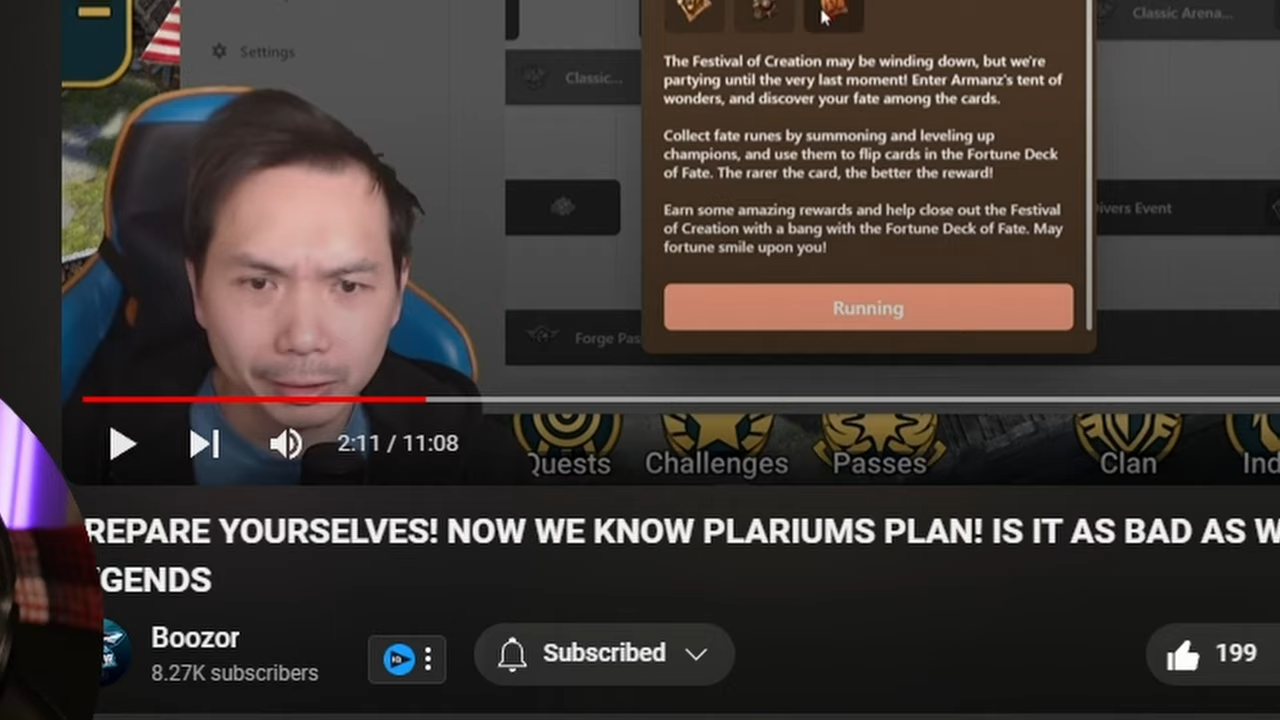 Settings
Classic...
Classic Arena...
The Festival of Creation may be winding down, but we're
partying until the very last moment! Enter Armanz's tent of
wonders, and discover your fate among the cards.
Collect fate runes by summoning and leveling up
champions, and use them to flip cards in the Fortune Deck
of Fate. The rarer the card, the better the reward!
Earn some amazing rewards and help close out the Festival
of Creation with a bang with the Fortune Deck of Fate. May
fortune smile upon you!
ivers Event
Running
Forge Pas
2:11 / 11:08
Quests
Challenges
Passes
Clan
Ind
REPARE YOURSELVES! NOW WE KNOW PLARIUMS PLAN! IS IT AS BAD AS W
GENDS
Boozor
8.27K subscribers
Subscribed
199